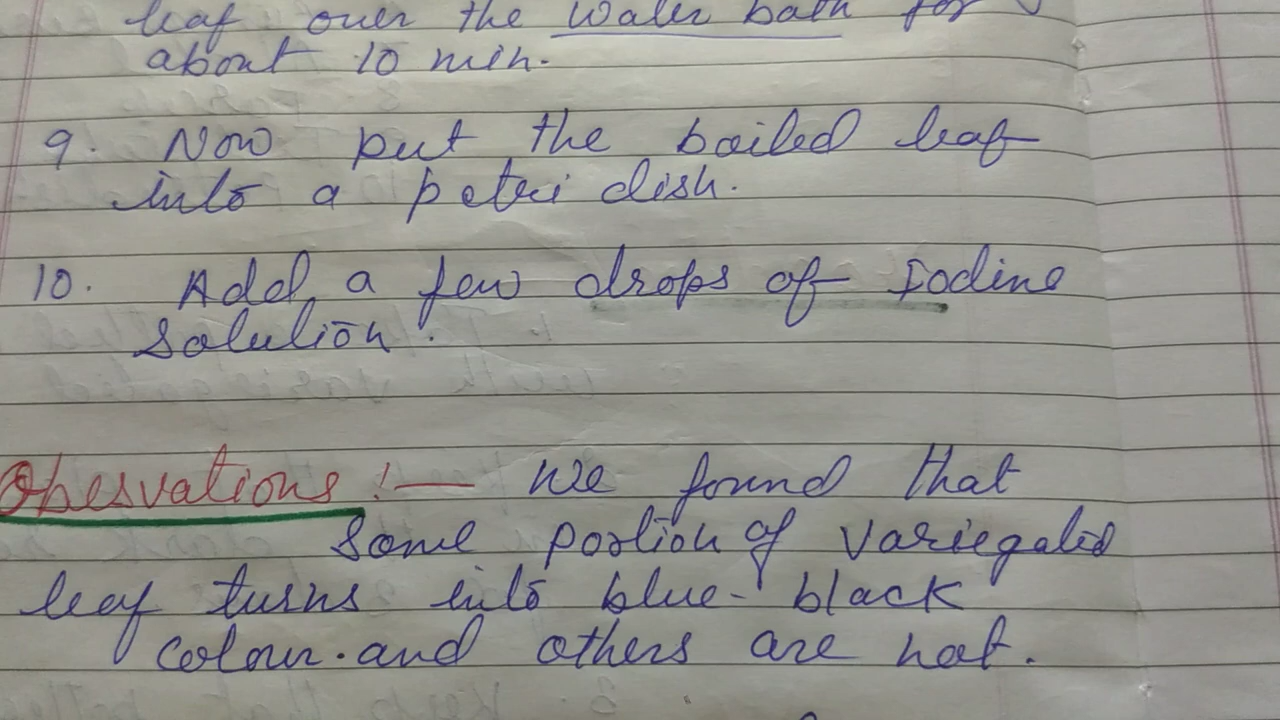 leaf over the water bath for
about 10 min.
9. Now put the boiled leaf
into a petri dish.
10. Add a few drops of Iodine
solution.
Obesvations :— We found that
Some portion of variegated
leaf turns into blue-black
colour.and others are not.